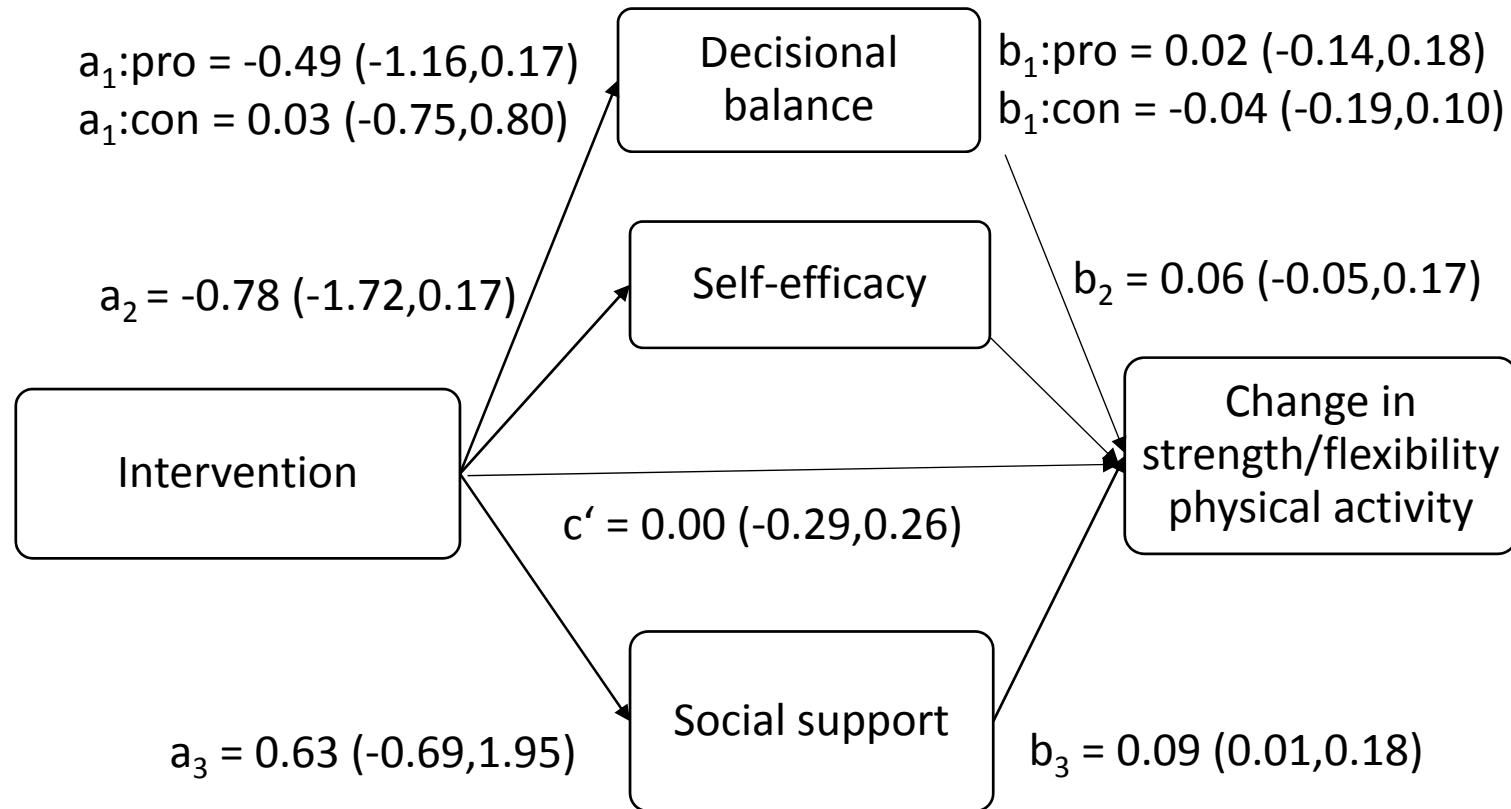 a₁:pro = -0.49 (-1.16,0.17)
a₁:con = 0.03 (-0.75,0.80)
Decisional
balance
b₁:pro = 0.02 (-0.14,0.18)
b₁:con = -0.04 (-0.19,0.10)
a₂ = -0.78 (-1.72,0.17)
Self-efficacy
b₂ = 0.06 (-0.05,0.17)
Intervention
c‘ = 0.00 (-0.29,0.26)
Change in
strength/flexibility
physical activity
a₃ = 0.63 (-0.69,1.95)
Social support
b₃ = 0.09 (0.01,0.18)